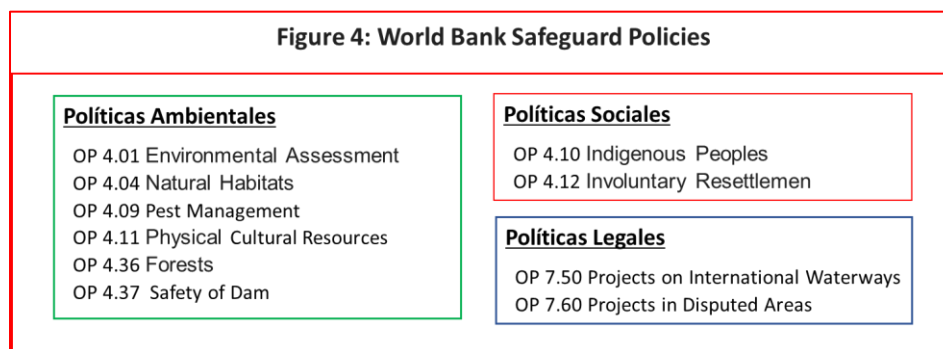 Figure 4: World Bank Safeguard Policies
Políticas Ambientales
OP 4.01 Environmental Assessment
OP 4.04 Natural Habitats
OP 4.09 Pest Management
OP 4.11 Physical Cultural Resources
OP 4.36 Forests
OP 4.37 Safety of Dam
Políticas Sociales
OP 4.10 Indigenous Peoples
OP 4.12 Involuntary Resettlemen
Políticas Legales
OP 7.50 Projects on International Waterways
OP 7.60 Projects in Disputed Areas